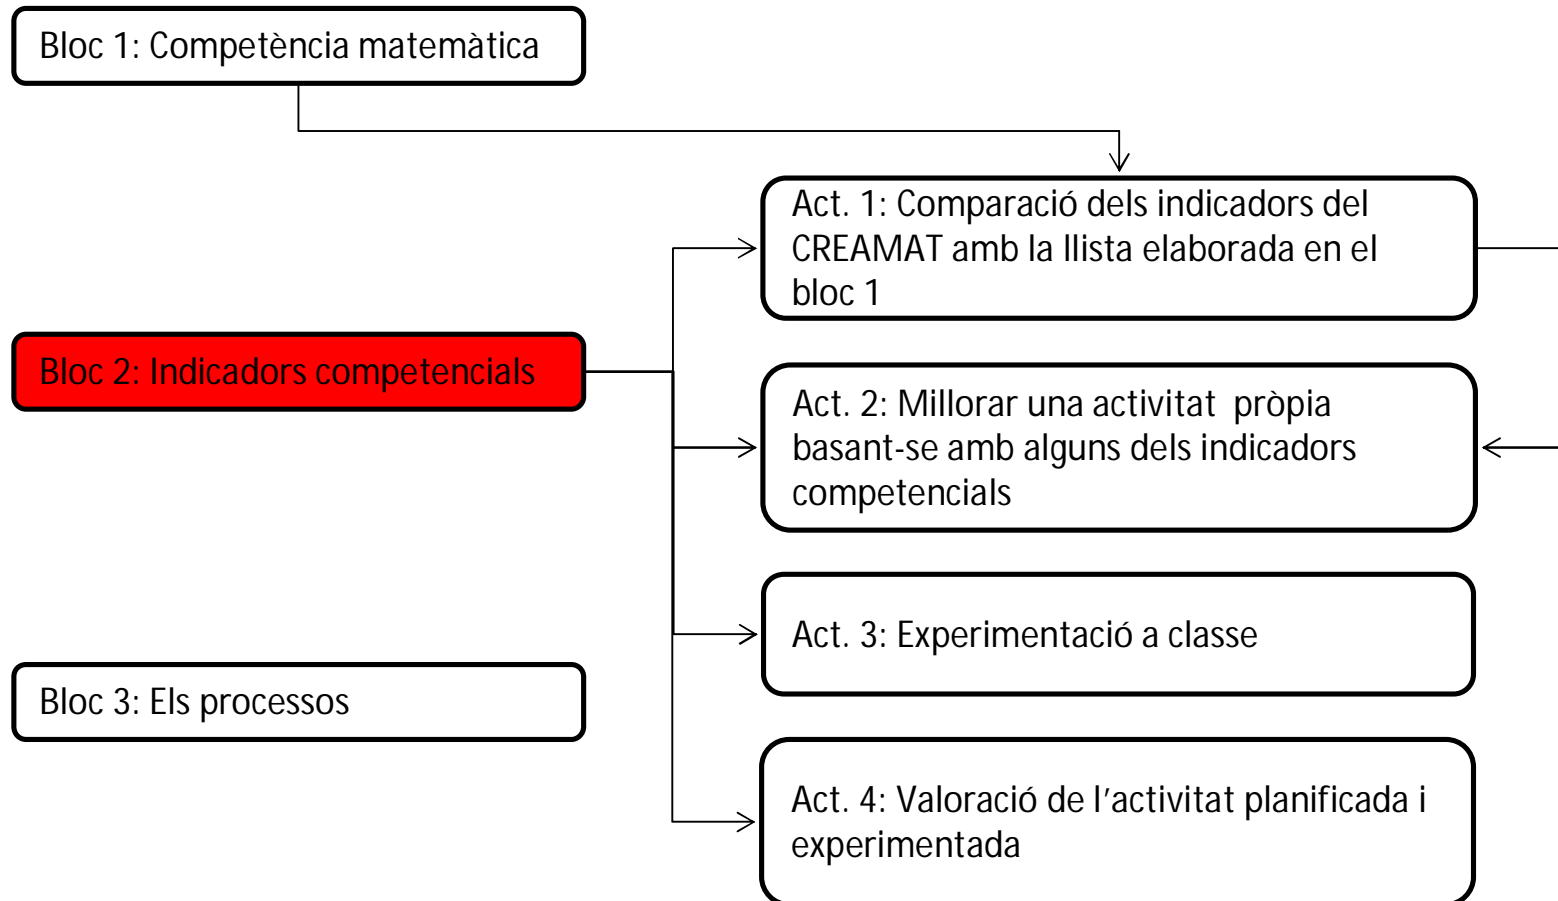 Bloc 1: Competència matemàtica
Act. 1: Comparació dels indicadors del
CREAMAT amb la llista elaborada en el
bloc 1
Bloc 2: Indicadors competencials
Act. 2: Millorar una activitat  pròpia
basant-se amb alguns dels indicadors
competencials
Act. 3: Experimentació a classe
Bloc 3: Els processos
Act. 4: Valoració de l’activitat planificada i
experimentada